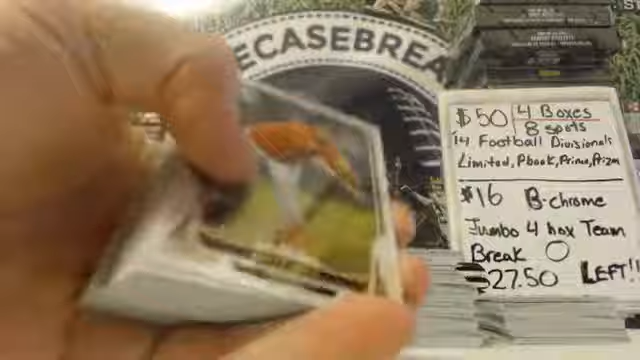 ECASEBREA
$50 4 Boxes
8 spots
'14 Football Divisionals
Limited, Pbook, Prime, Prizm
$16 B-chrome
Jumbo 4 box Team
Break
$27.50 LEFT!!